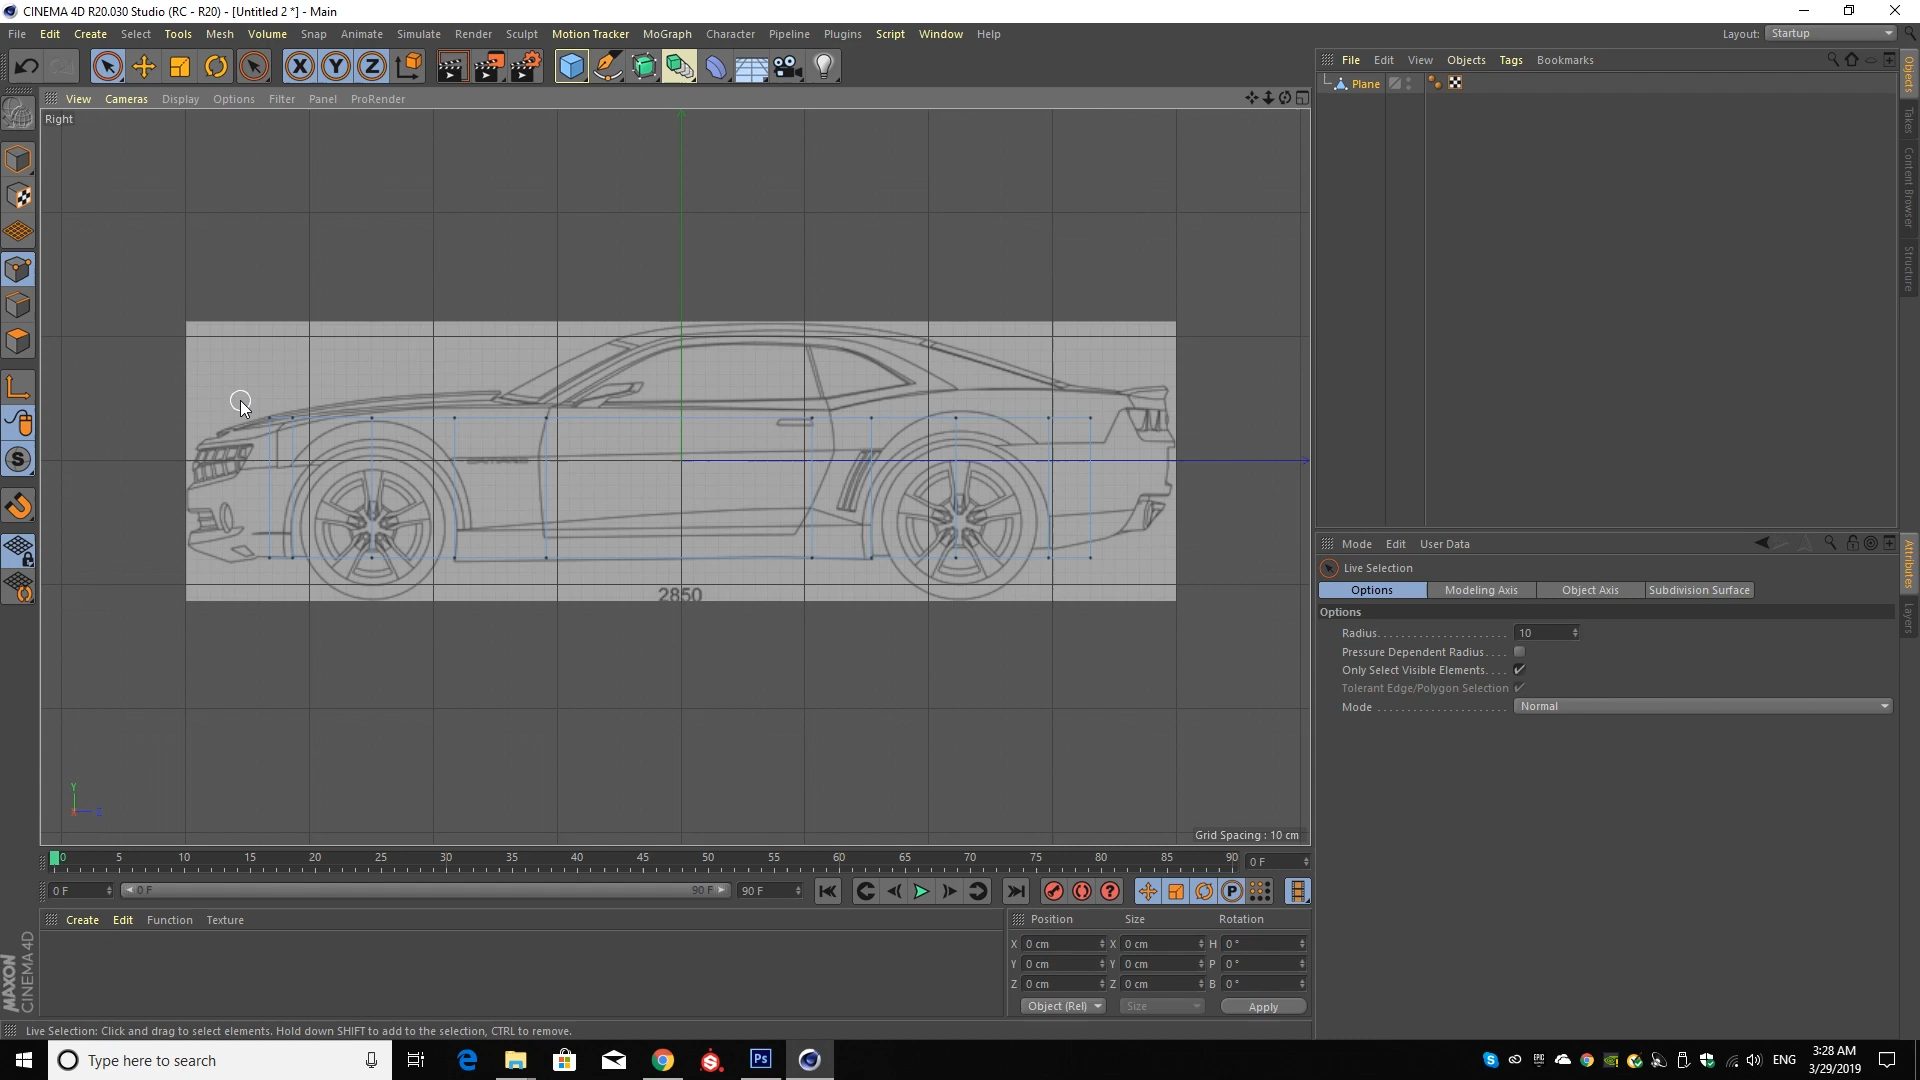 CINEMA 4D R20.030 Studio (RC - R20) - [Untitled 2 *] - Main
File Edit Create Select Tools Mesh Volume Snap Animate Simulate Render Sculpt Motion Tracker MoGraph Character Pipeline Plugins Script Window Help
Layout: Startup
X Y Z
File Edit View Objects Tags Bookmarks
View Cameras Display Options Filter Panel ProRender
Plane
Right
Objects
Takes
Content Browser
Structure
2850
Y
Z
Grid Spacing : 10 cm
Mode Edit User Data
Live Selection
Options Modeling Axis Object Axis Subdivision Surface
Options
Radius. 10
Pressure Dependent Radius
Only Select Visible Elements
Tolerant Edge/Polygon Selection
Mode Normal
Attributes
Layers
0 5 10 15 20 25 30 35 40 45 50 55 60 65 70 75 80 85 90 0 F
0 F 0 F 90 F 90 F
P
Create Edit Function Texture
Position Size Rotation
X 0 cm X 0 cm H 0 °
Y 0 cm Y 0 cm P 0 °
Z 0 cm Z 0 cm B 0 °
Object (Rel) Size Apply
MAXON
CINEMA 4D
Live Selection: Click and drag to select elements. Hold down SHIFT to add to the selection, CTRL to remove.
Type here to search
Ps
ENG
3:28 AM
3/29/2019